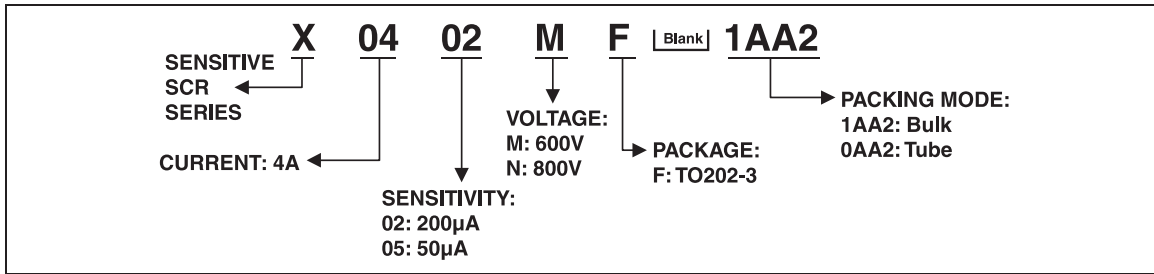 X 04 02 M F Blank 1AA2
SENSITIVE
SCR
SERIES
CURRENT: 4A
SENSITIVITY:
02: 200µA
05: 50µA
VOLTAGE:
M: 600V
N: 800V
PACKAGE:
F: TO202-3
PACKING MODE:
1AA2: Bulk
0AA2: Tube